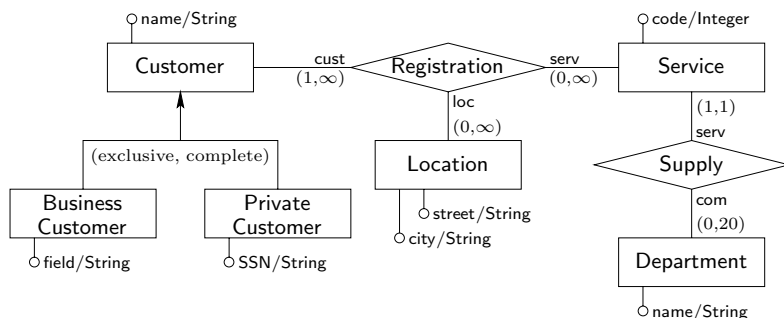 name/String
code/Integer
Customer
cust
(1,∞)
Registration
serv
(0,∞)
Service
loc
(0,∞)
(1,1)
serv
(exclusive, complete)
Location
Supply
Business
Customer
Private
Customer
street/String
city/String
com
(0,20)
field/String
SSN/String
Department
name/String